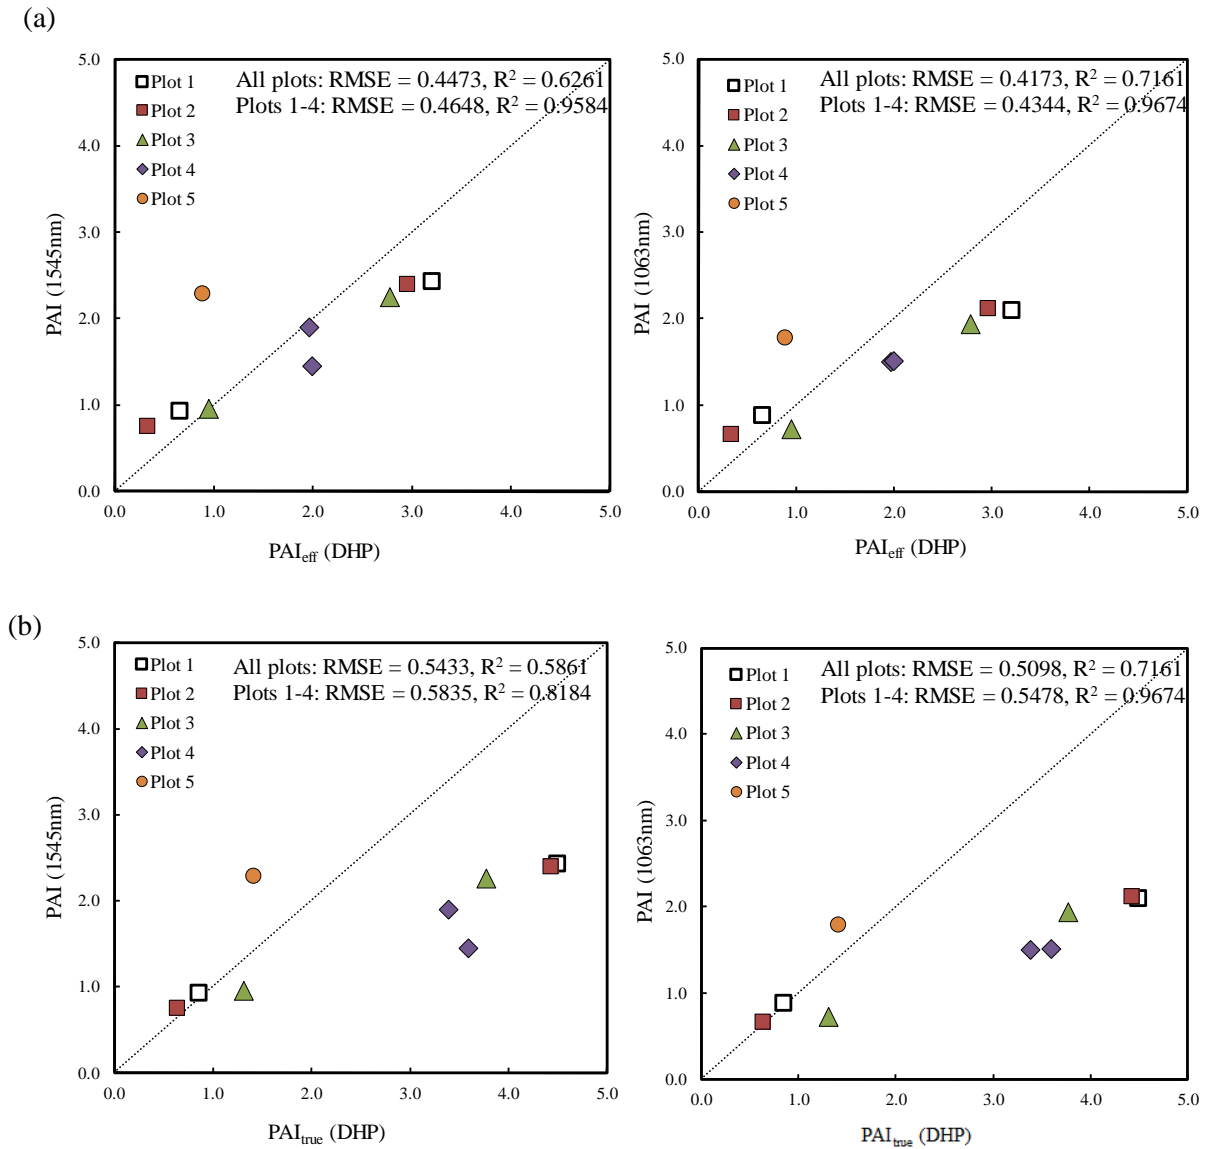 (a)
5.0
4.0
3.0
2.0
1.0
0.0
PAI (1545nm)
Plot 1
Plot 2
Plot 3
Plot 4
Plot 5
All plots: RMSE = 0.4473, R² = 0.6261
Plots 1-4: RMSE = 0.4648, R² = 0.9584
0.0 1.0 2.0 3.0 4.0 5.0
PAIeff (DHP)
5.0
4.0
3.0
2.0
1.0
0.0
PAI (1063nm)
Plot 1
Plot 2
Plot 3
Plot 4
Plot 5
All plots: RMSE = 0.4173, R² = 0.7161
Plots 1-4: RMSE = 0.4344, R² = 0.9674
0.0 1.0 2.0 3.0 4.0 5.0
PAIeff (DHP)
(b)
5.0
4.0
3.0
2.0
1.0
0.0
PAI (1545nm)
Plot 1
Plot 2
Plot 3
Plot 4
Plot 5
All plots: RMSE = 0.5433, R² = 0.5861
Plots 1-4: RMSE = 0.5835, R² = 0.8184
0.0 1.0 2.0 3.0 4.0 5.0
PAItrue (DHP)
5.0
4.0
3.0
2.0
1.0
0.0
PAI (1063nm)
Plot 1
Plot 2
Plot 3
Plot 4
Plot 5
All plots: RMSE = 0.5098, R² = 0.7161
Plots 1-4: RMSE = 0.5478, R² = 0.9674
0.0 1.0 2.0 3.0 4.0 5.0
PAItrue (DHP)